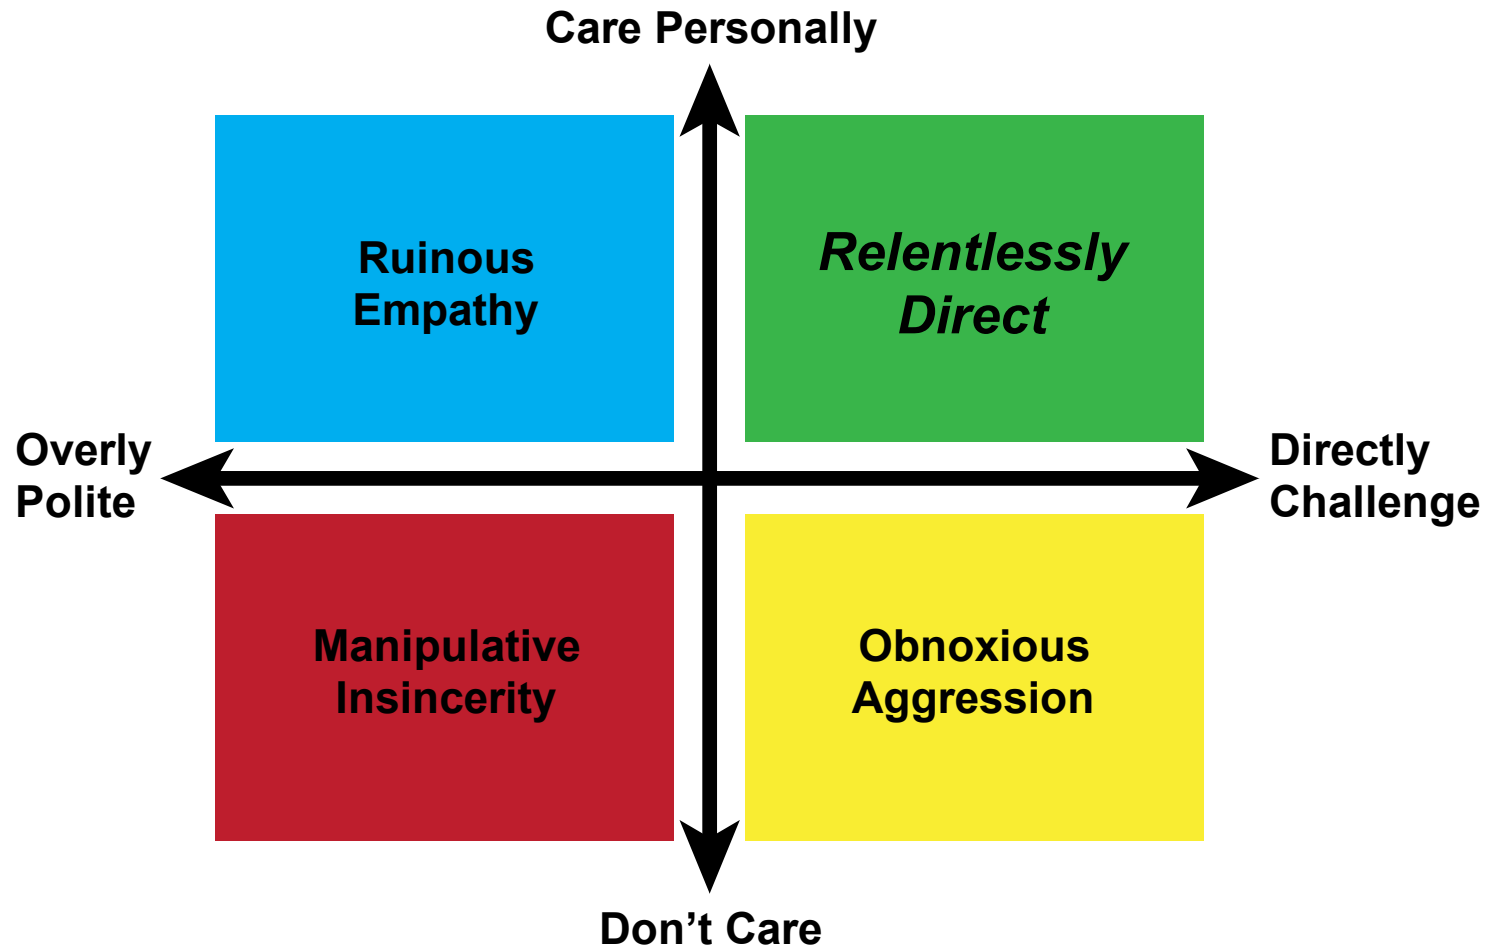 Care Personally
Ruinous
Empathy
Relentlessly
Direct
Overly
Polite
Directly
Challenge
Manipulative
Insincerity
Obnoxious
Aggression
Don’t Care